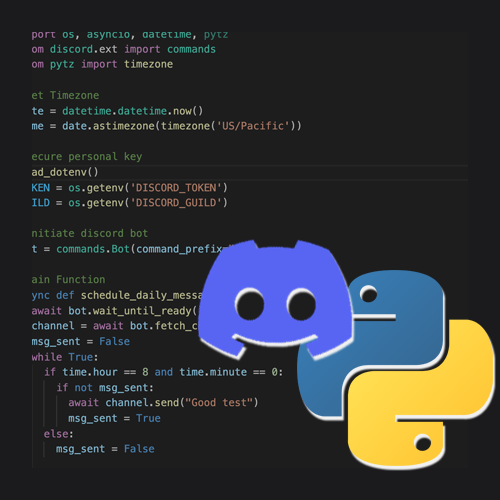 port os, asyncio, datetime, pytz
om discord.ext import commands
om pytz import timezone
et Timezone
te = datetime.datetime.now()
me = date.astimezone(timezone('US/Pacific'))
ecure personal key
ad_dotenv()
KEN = os.getenv('DISCORD_TOKEN')
ILD = os.getenv('DISCORD_GUILD')
nitiate discord bot
t = commands.Bot(command_prefix=
ain Function
ync def schedule_daily_messa
await bot.wait_until_ready(
channel = await bot.fetch_c
msg_sent = False
while True:
if time.hour == 8 and time.minute == 0:
if not msg_sent:
await channel.send("Good test")
msg_sent = True
else:
msg_sent = False